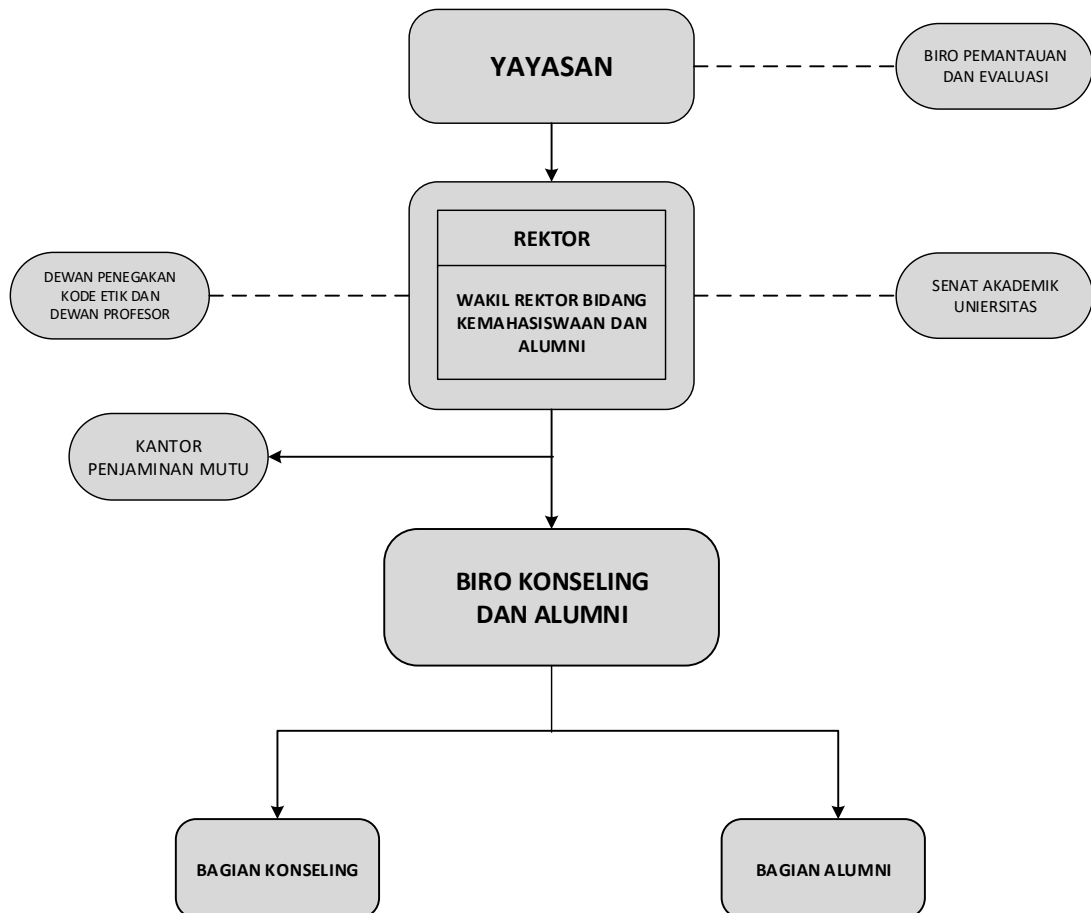 YAYASAN
BIRO PEMANTAUAN
DAN EVALUASI
REKTOR
WAKIL REKTOR BIDANG
KEMAHASISWAAN DAN
ALUMNI
DEWAN PENEGAKAN
KODE ETIK DAN
DEWAN PROFESOR
SENAT AKADEMIK
UNIERSITAS
KANTOR
PENJAMINAN MUTU
BIRO KONSELING
DAN ALUMNI
BAGIAN KONSELING
BAGIAN ALUMNI